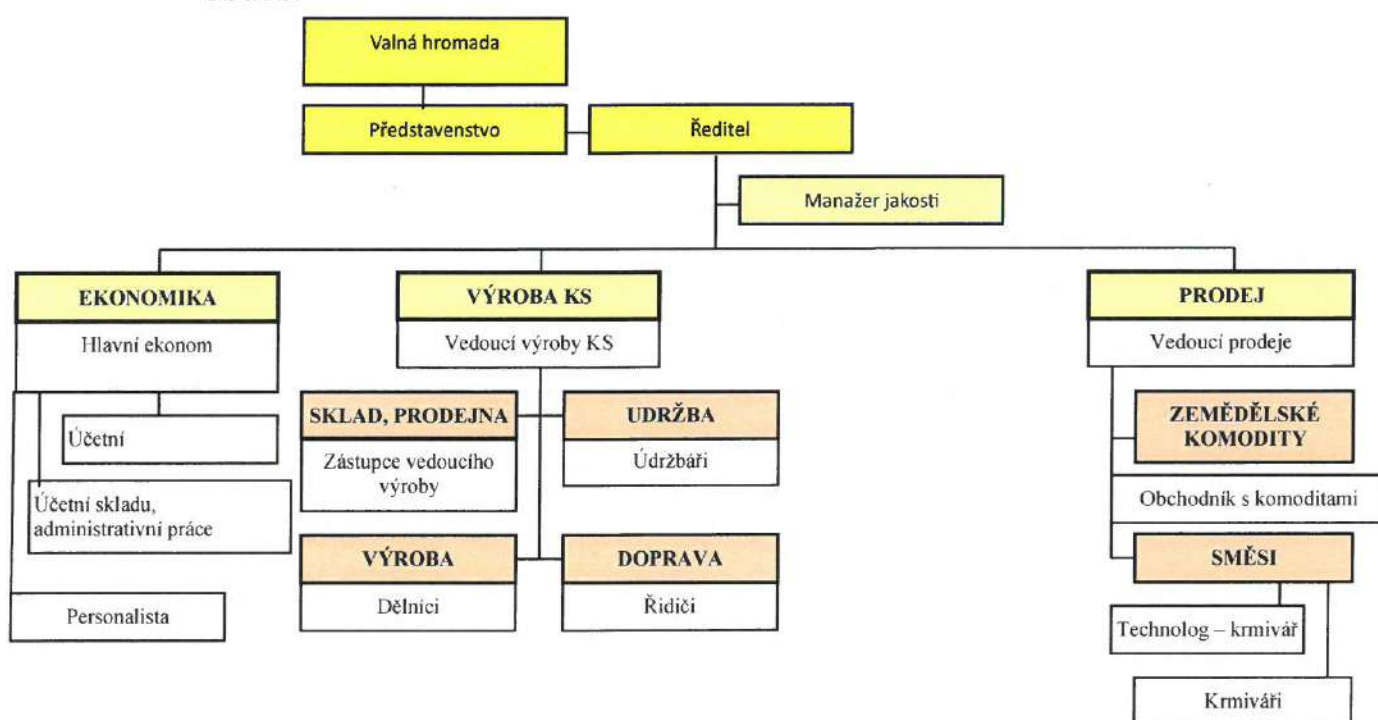 Valná hromada
Představenstvo
Ředitel
Manažer jakosti
EKONOMIKA
Hlavní ekonom
Účetní
Účetní skladu,
administrativní práce
Personalista
VÝROBA KS
Vedoucí výroby KS
SKLAD, PRODEJNA
Zástupce vedoucího
výroby
UDRŽBA
Údržbáři
VÝROBA
Dělníci
DOPRAVA
Řidiči
PRODEJ
Vedoucí prodeje
ZEMĚDĚLSKÉ
KOMODITY
Obchodník s komoditami
SMĚSI
Technolog – krmivář
Krmiváři